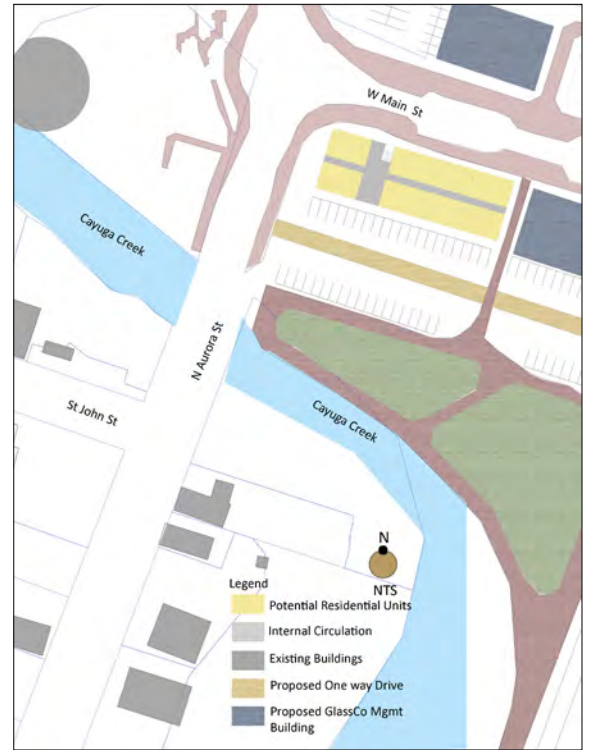 W Main St
Cayuga Creek
N Aurora St
St John St
Cayuga Creek
N
NTS
Legend
Potential Residential Units
Internal Circulation
Existing Buildings
Proposed One way Drive
Proposed GlassCo Mgmt
Building